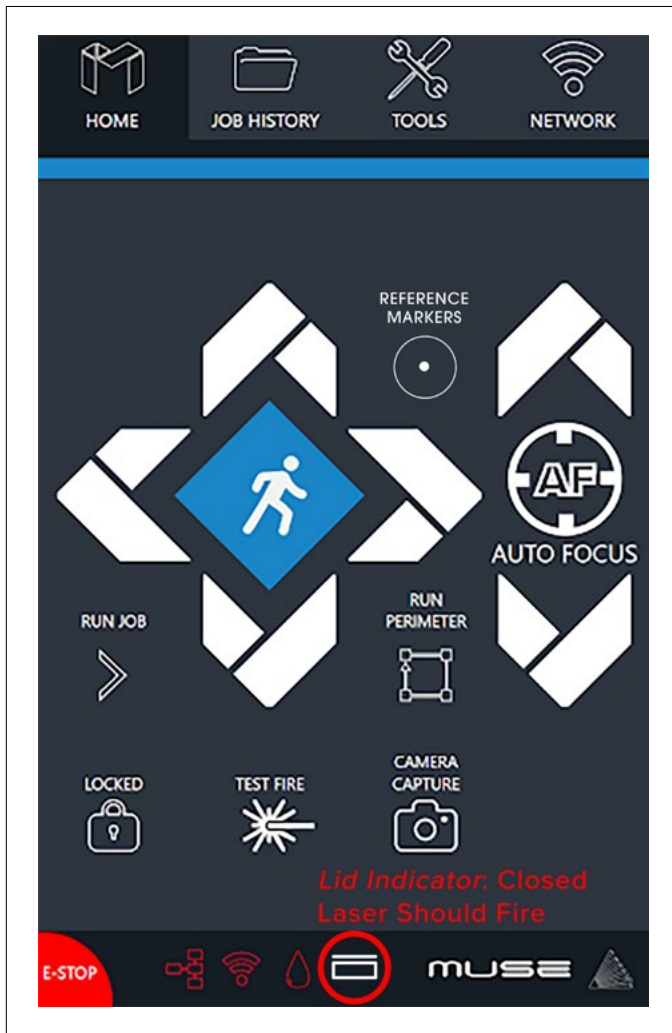 HOME
JOB HISTORY
TOOLS
NETWORK
REFERENCE
MARKERS
AF
AUTO FOCUS
RUN JOB
RUN
PERIMETER
LOCKED
TEST FIRE
CAMERA
CAPTURE
Lid Indicator: Closed
Laser Should Fire
E-STOP
muse